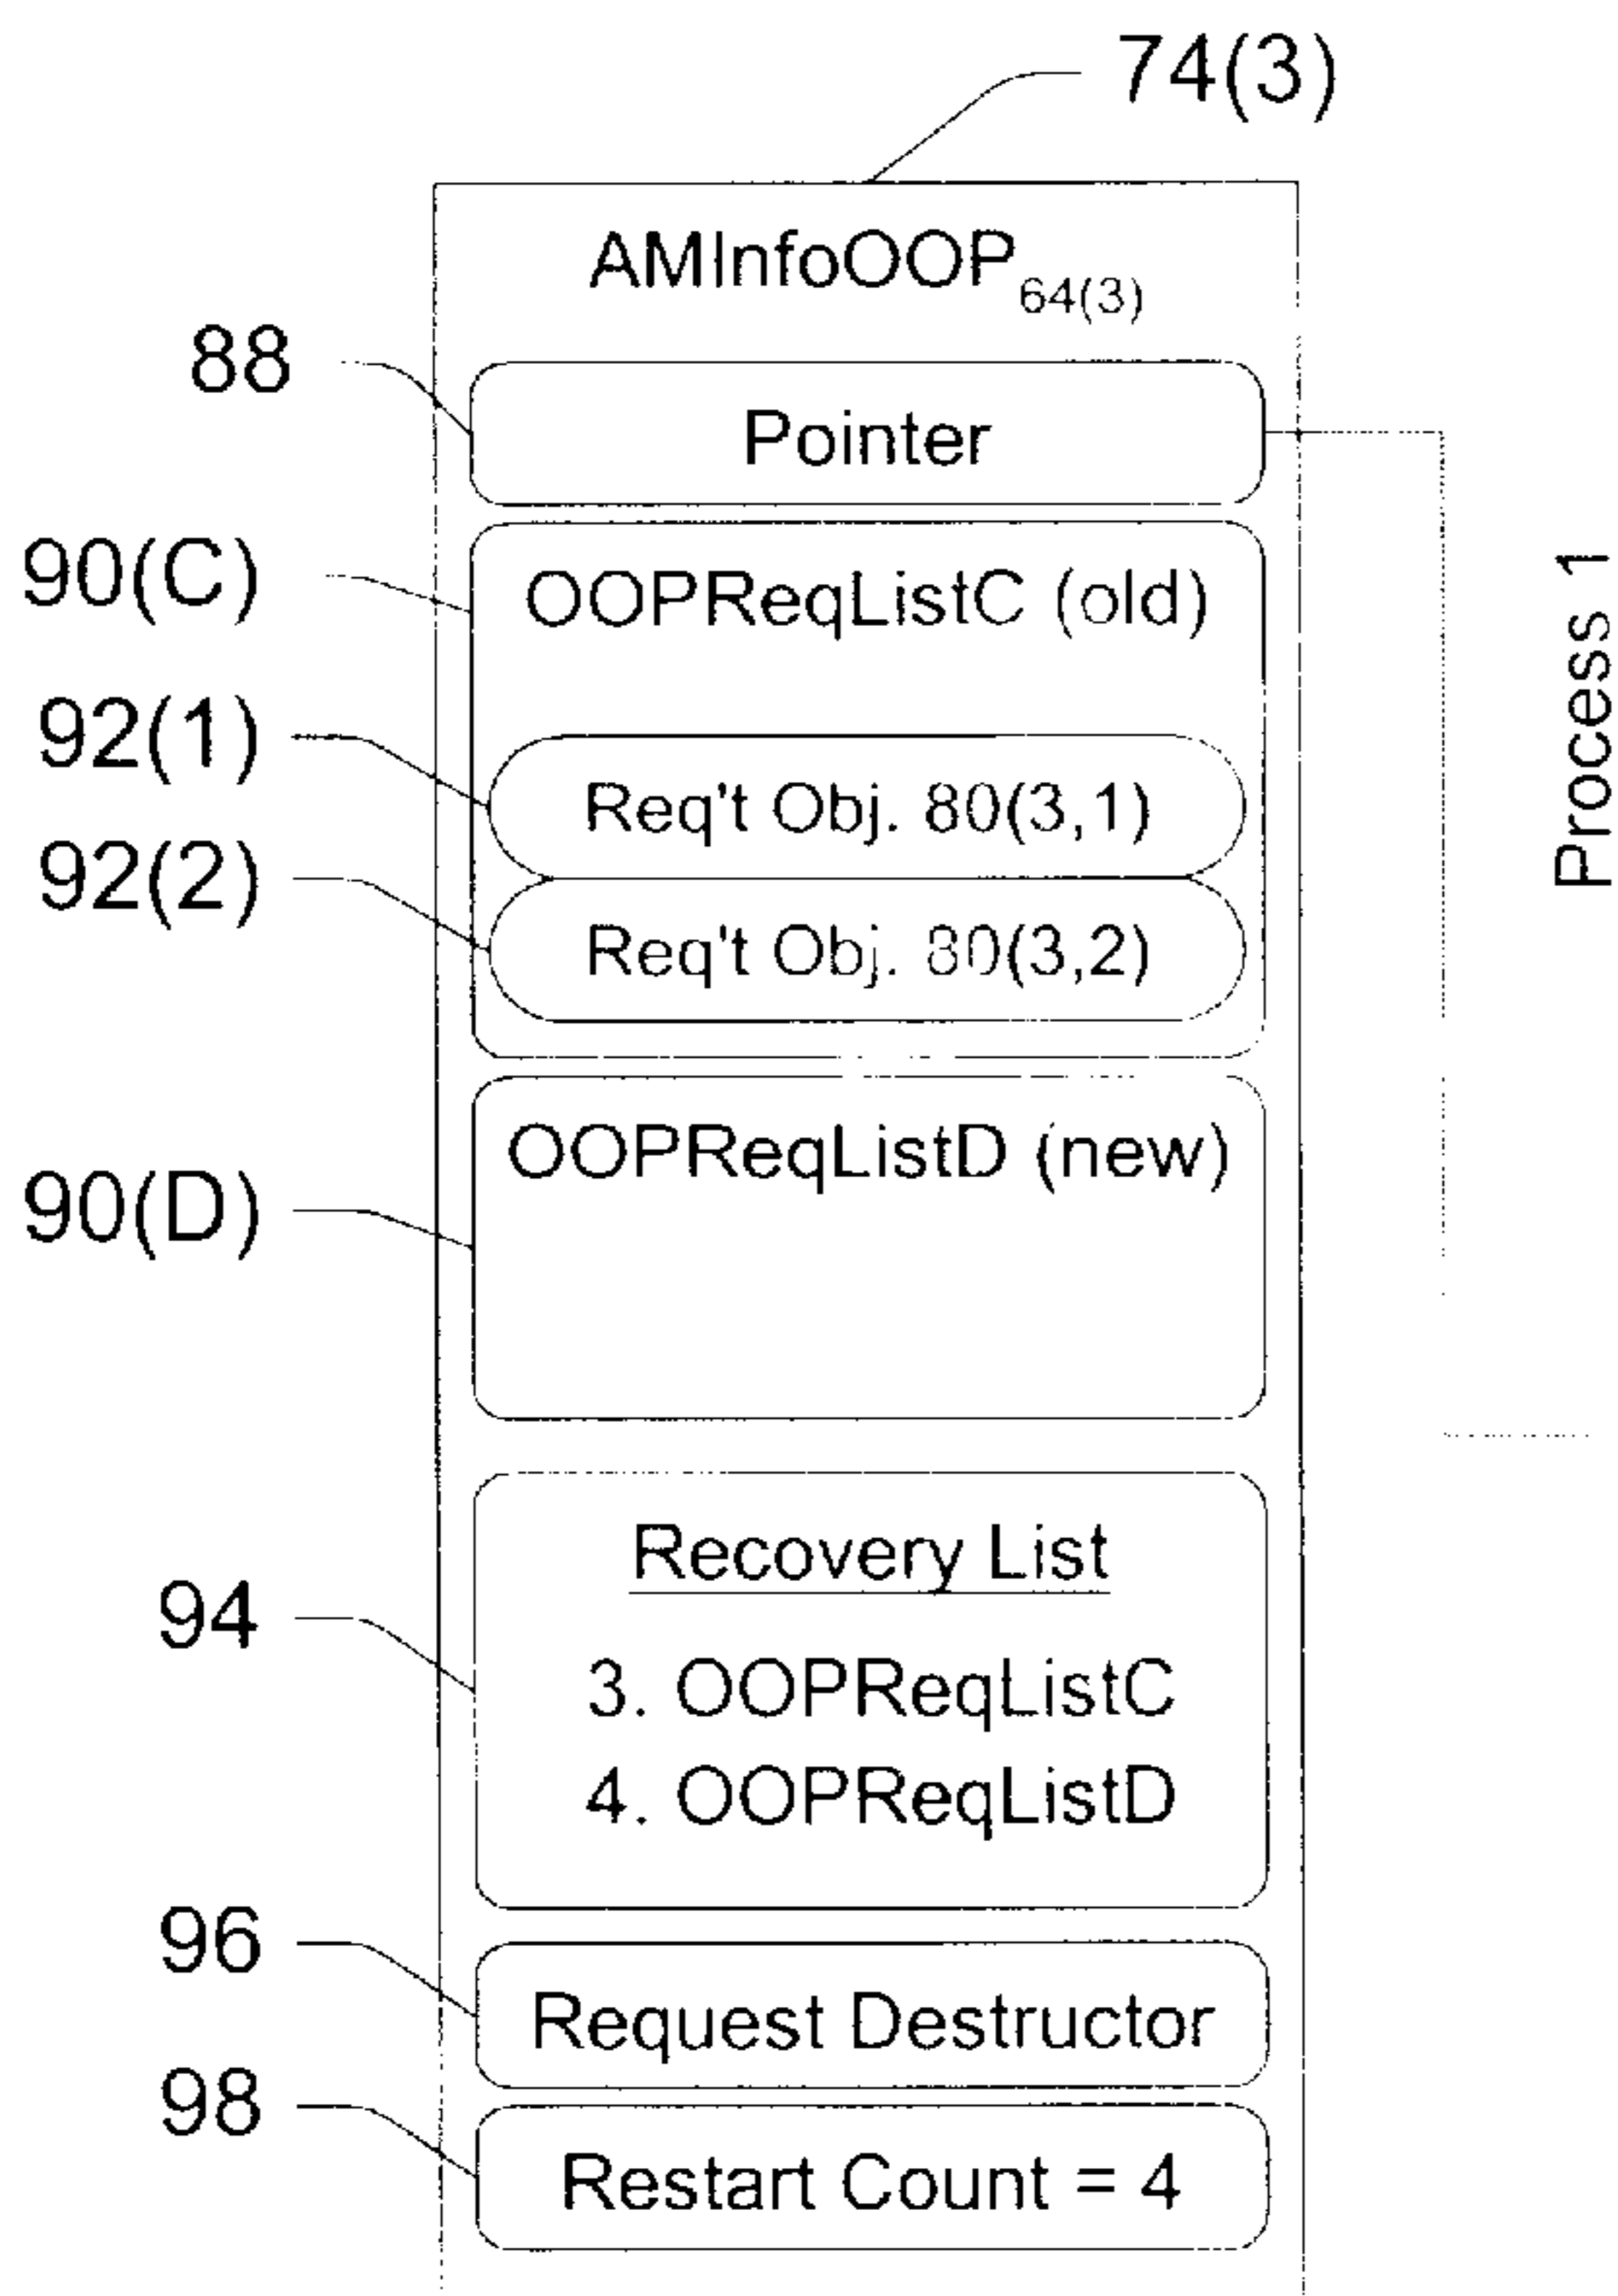 74(3)
AMInfoOOP64(3)
88
Pointer
90(C)
OOPReqListC (old)
Process 1
92(1)
Req't Obj. 80(3,1)
92(2)
Req't Obj. 80(3,2)
OOPReqListD (new)
90(D)
Recovery List
94
3. OOPReqListC
4. OOPReqListD
96
Request Destructor
98
Restart Count = 4